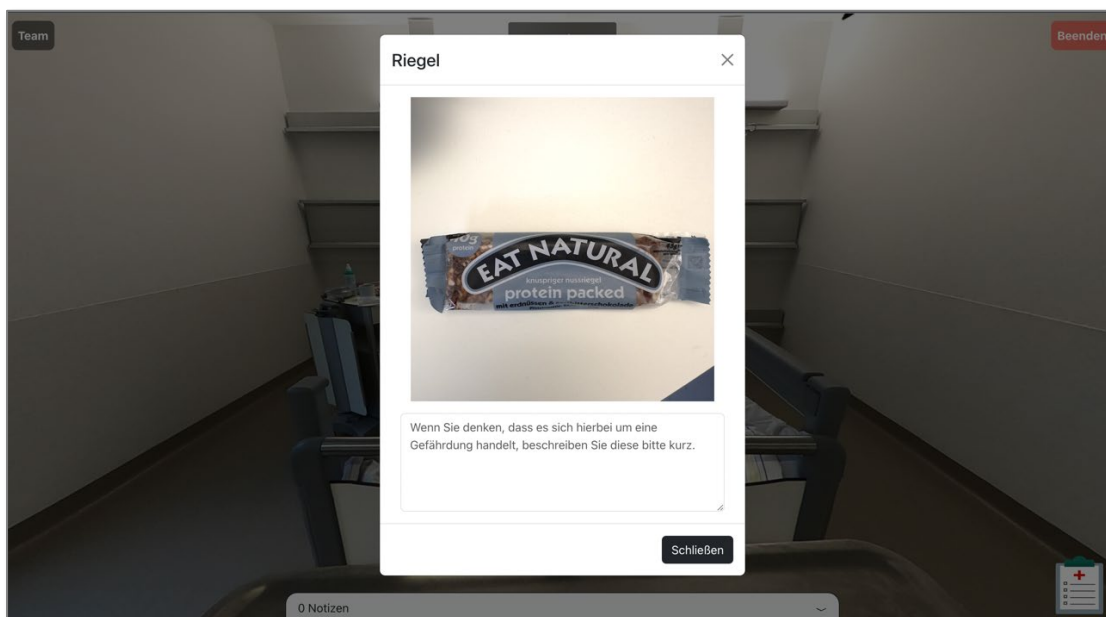 Team
Beenden
Riegel
10g
protein
EAT NATURAL
knuspriger nussriegel
protein packed
mit erdnüssen &
Wenn Sie denken, dass es sich hierbei um eine
Gefährdung handelt, beschreiben Sie diese bitte kurz.
Schließen
0 Notizen